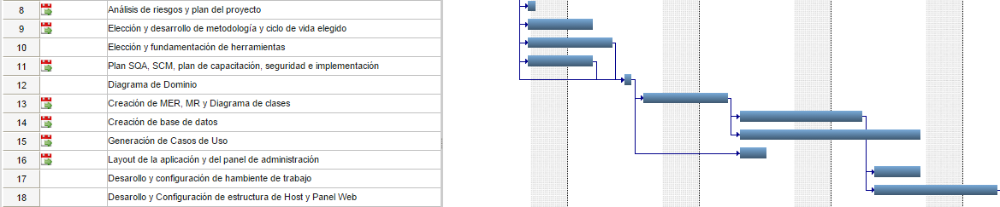 8 Análisis de riesgos y plan del proyecto
9 Elección y desarrollo de metodología y ciclo de vida elegido
10 Elección y fundamentación de herramientas
11 Plan SQA, SCM, plan de capacitación, seguridad e implementación
12 Diagrama de Dominio
13 Creación de MER, MR y Diagrama de clases
14 Creación de base de datos
15 Generación de Casos de Uso
16 Layout de la aplicación y del panel de administración
17 Desarollo y configuración de hambiente de trabajo
18 Desarollo y Configuración de estructura de Host y Panel Web